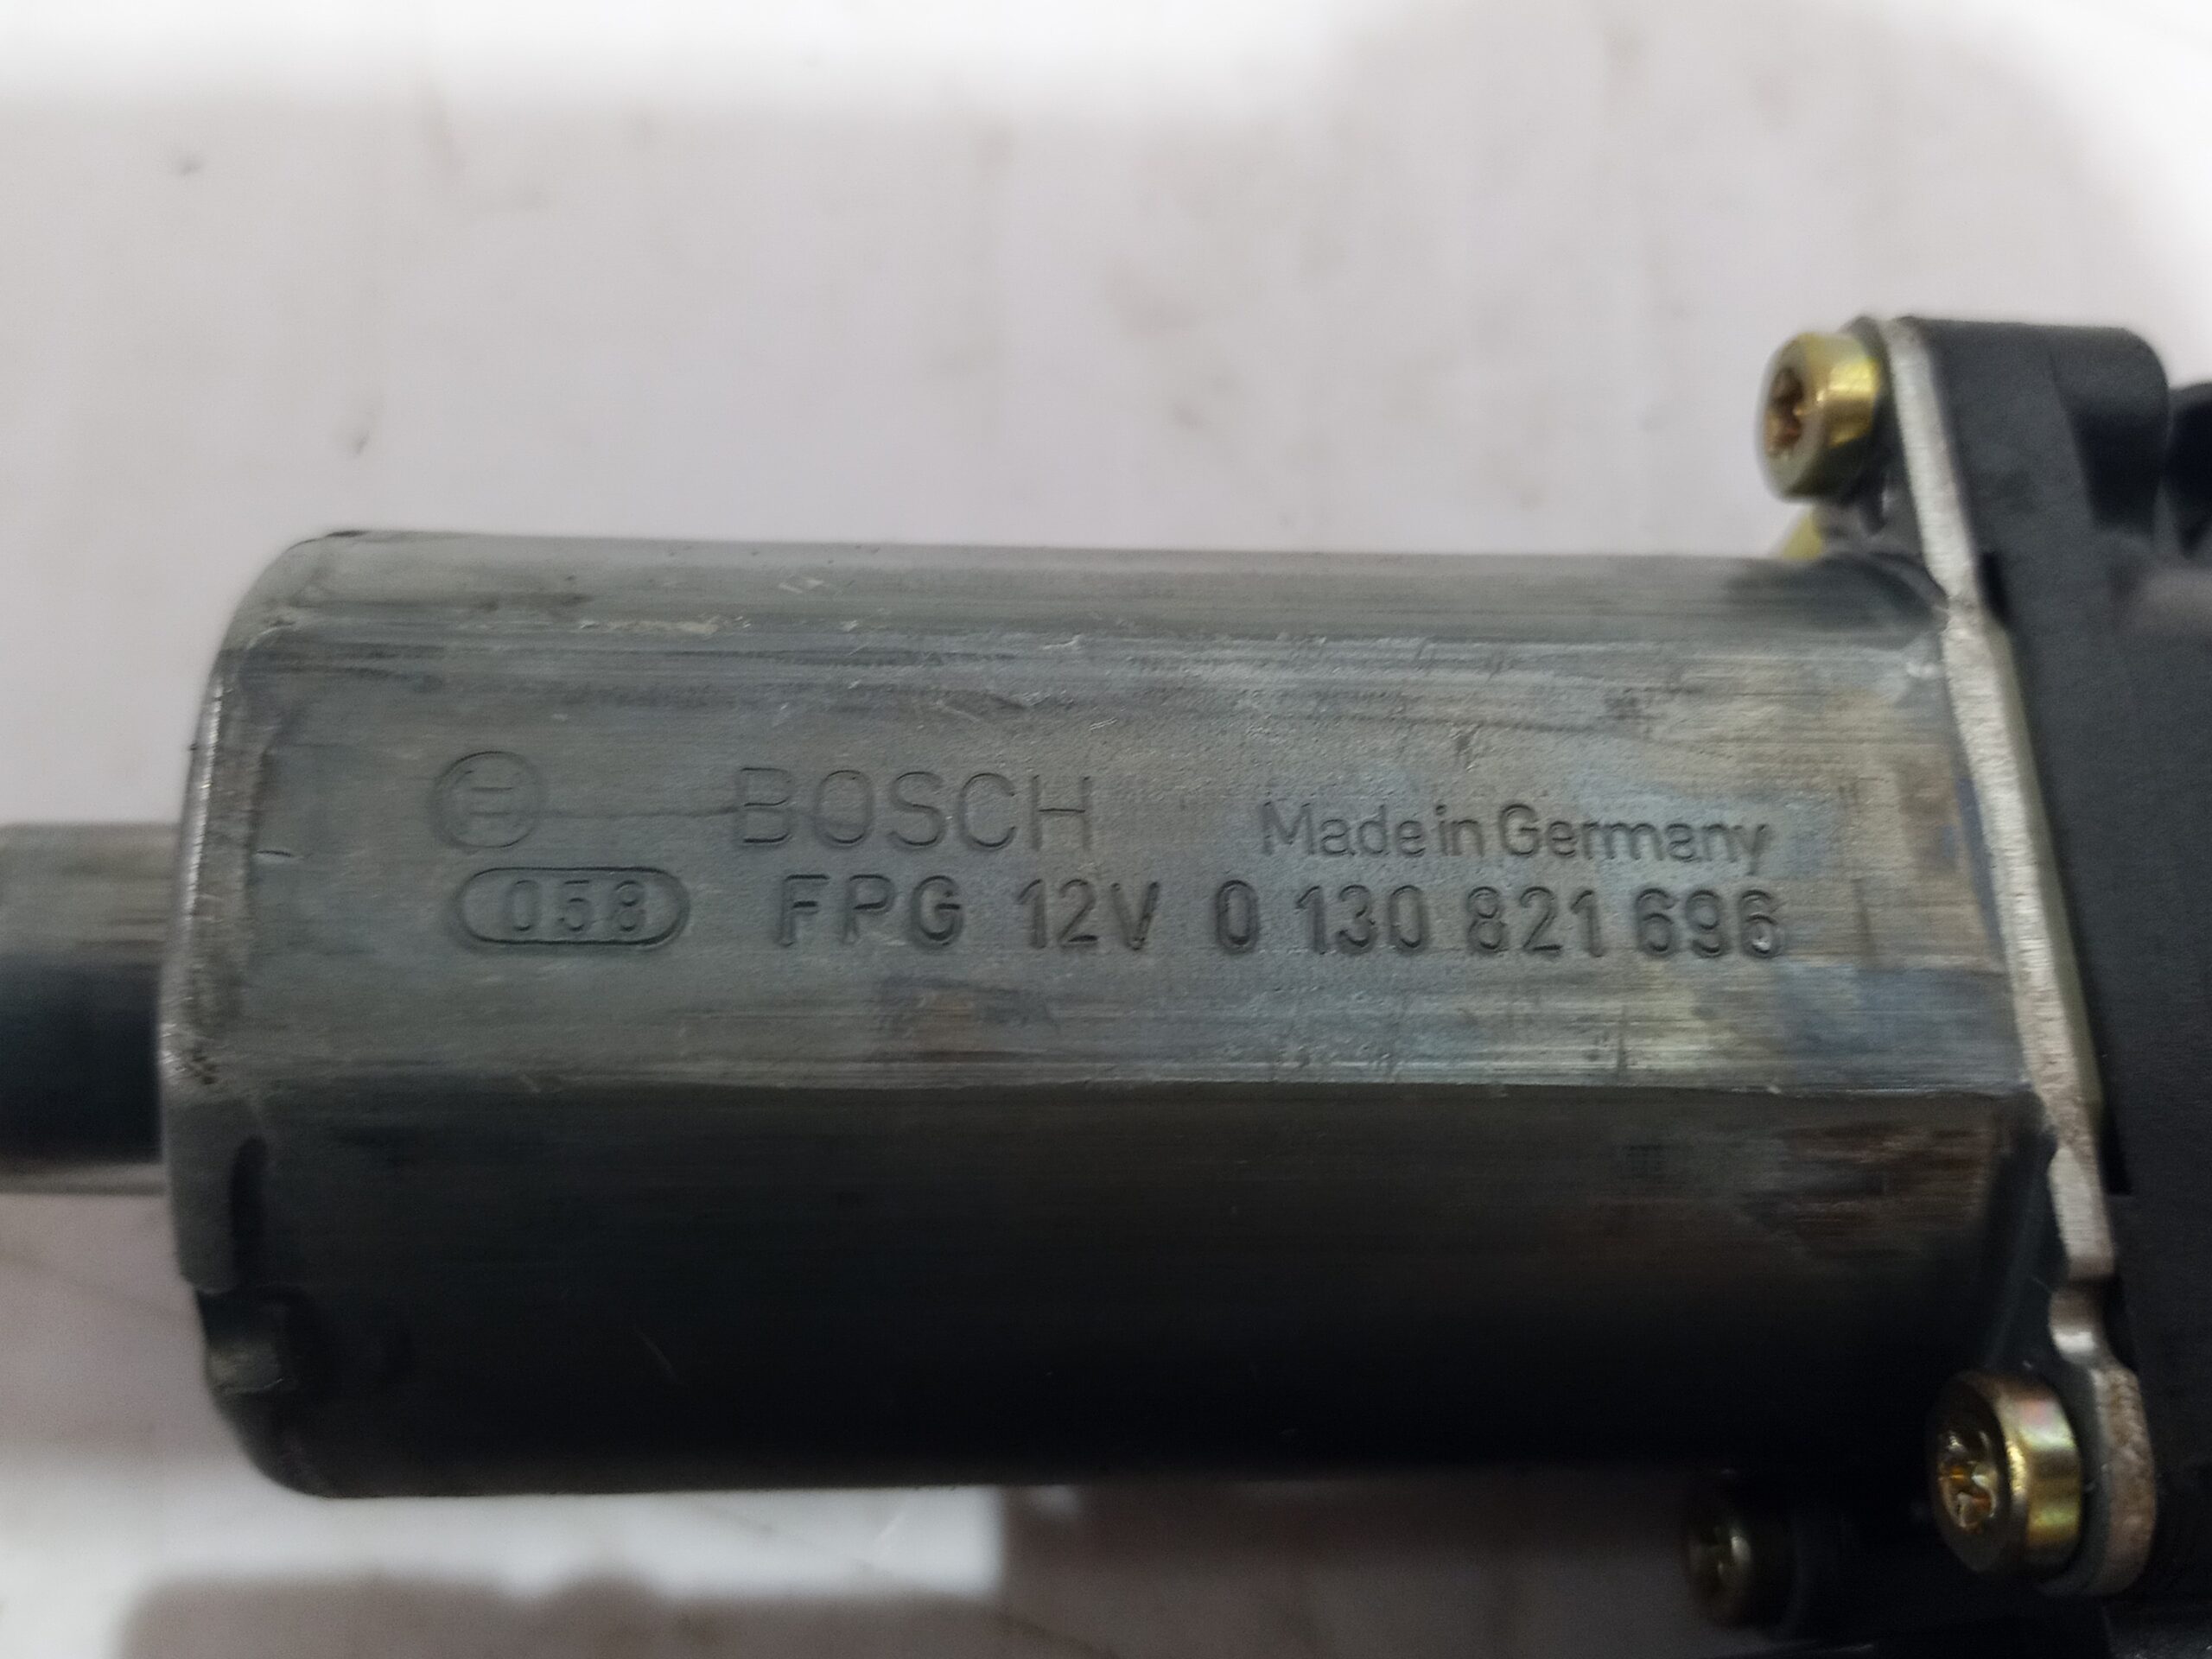 BOSCH Made in Germany
058 FPG 12V 0 130 821 696